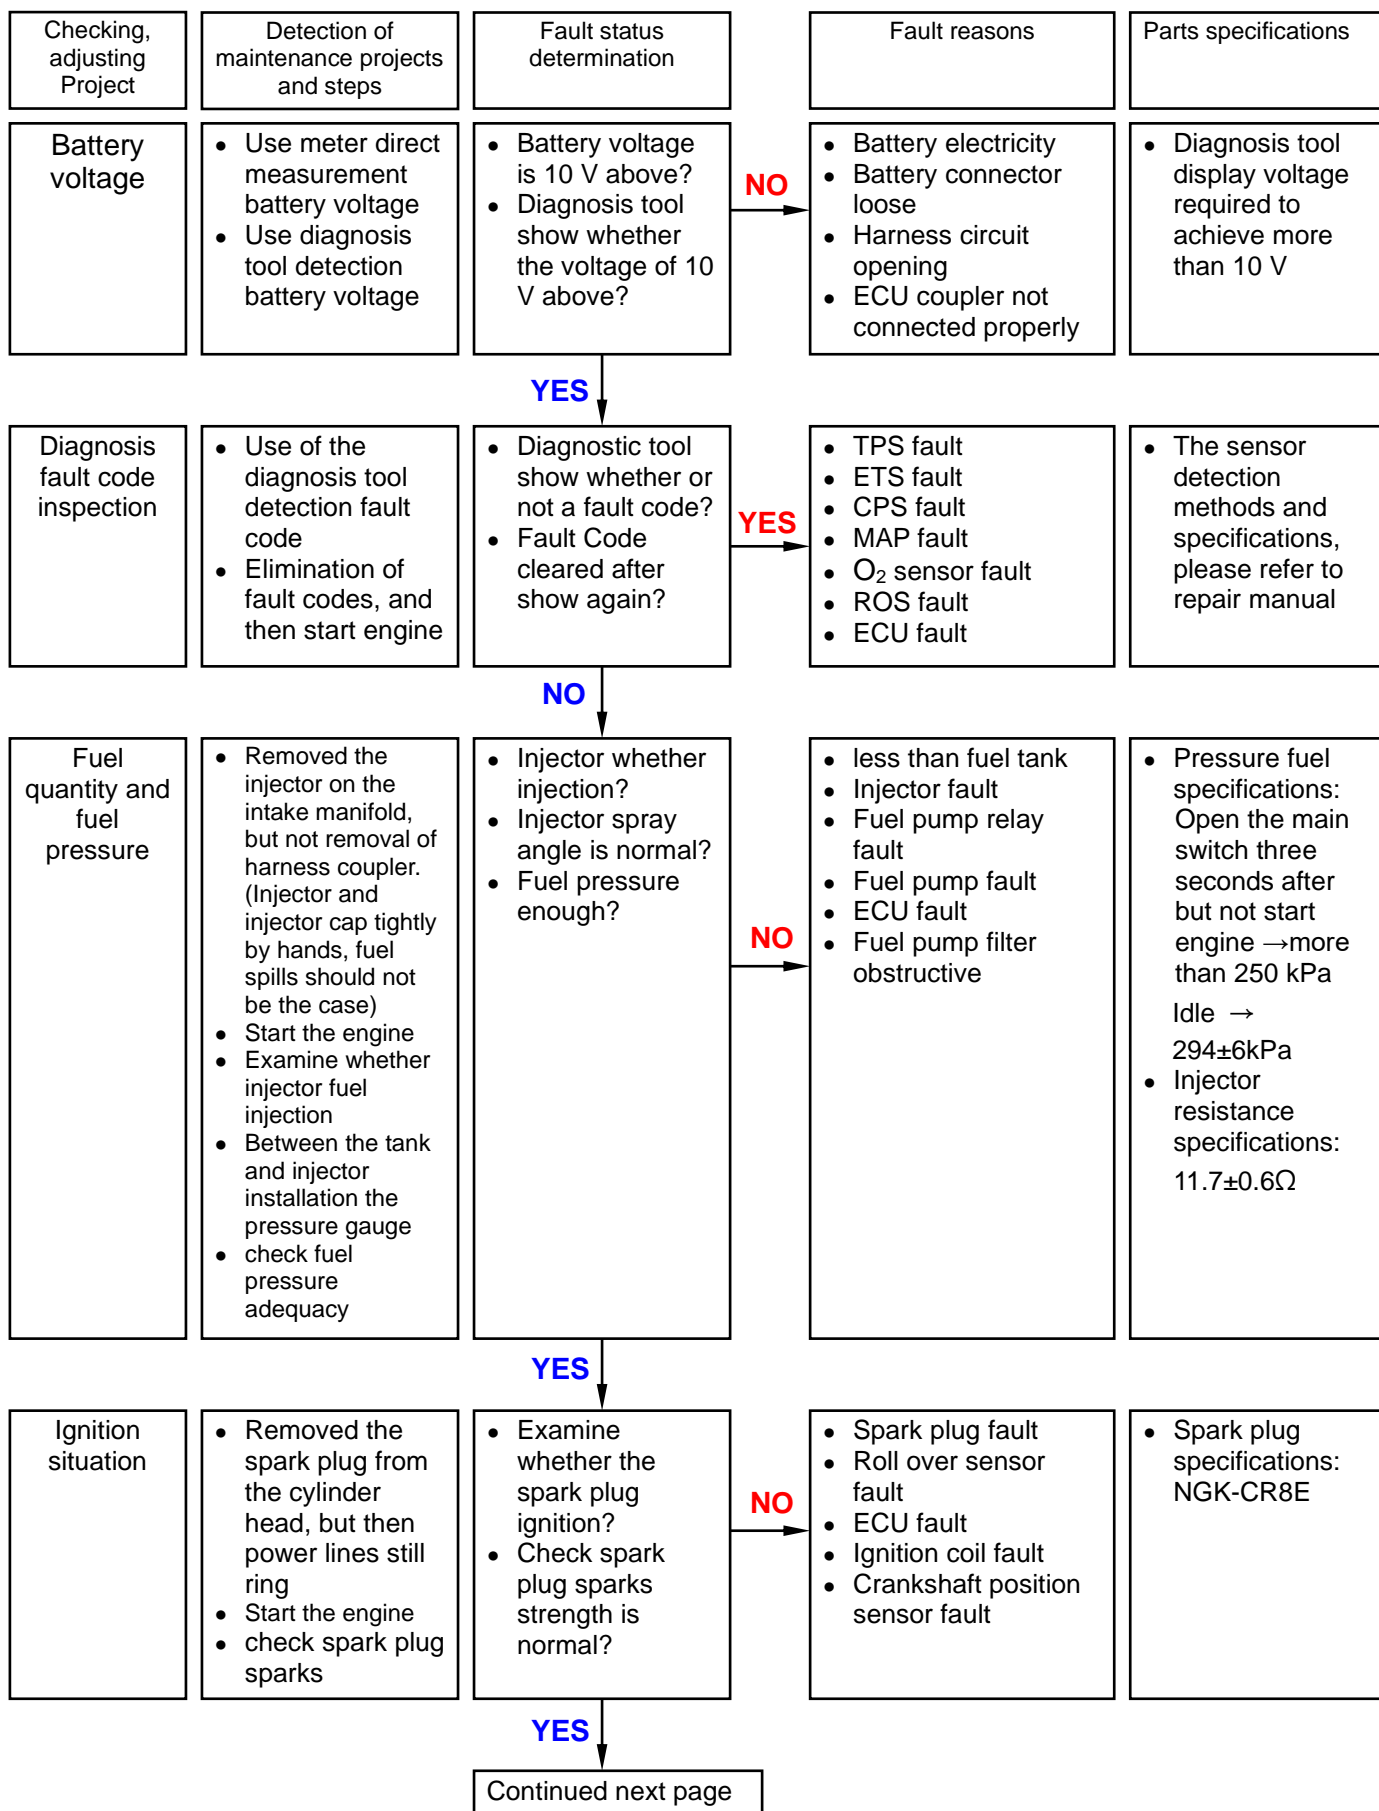 Checking,
adjusting
Project
Detection of
maintenance projects
and steps
Fault status
determination
Fault reasons
Parts specifications
Battery
voltage
● Use meter direct
measurement
battery voltage
● Use diagnosis
tool detection
battery voltage
● Battery voltage
is 10 V above?
● Diagnosis tool
show whether
the voltage of 10
V above?
NO
● Battery electricity
● Battery connector
loose
● Harness circuit
opening
● ECU coupler not
connected properly
● Diagnosis tool
display voltage
required to
achieve more
than 10 V
YES
Diagnosis
fault code
inspection
● Use of the
diagnosis tool
detection fault
code
● Elimination of
fault codes, and
then start engine
● Diagnostic tool
show whether or
not a fault code?
● Fault Code
cleared after
show again?
YES
● TPS fault
● ETS fault
● CPS fault
● MAP fault
● O₂ sensor fault
● ROS fault
● ECU fault
● The sensor
detection
methods and
specifications,
please refer to
repair manual
NO
Fuel
quantity and
fuel
pressure
● Removed the
injector on the
intake manifold,
but not removal of
harness coupler.
(Injector and
injector cap tightly
by hands, fuel
spills should not
be the case)
● Start the engine
● Examine whether
injector fuel
injection
● Between the tank
and injector
installation the
pressure gauge
● check fuel
pressure
adequacy
● Injector whether
injection?
● Injector spray
angle is normal?
● Fuel pressure
enough?
NO
● less than fuel tank
● Injector fault
● Fuel pump relay
fault
● Fuel pump fault
● ECU fault
● Fuel pump filter
obstructive
● Pressure fuel
specifications:
Open the main
switch three
seconds after
but not start
engine →more
than 250 kPa
Idle →
294±6kPa
● Injector
resistance
specifications:
11.7±0.6Ω
YES
Ignition
situation
● Removed the
spark plug from
the cylinder
head, but then
power lines still
ring
● Start the engine
● check spark plug
sparks
● Examine
whether the
spark plug
ignition?
● Check spark
plug sparks
strength is
normal?
NO
● Spark plug fault
● Roll over sensor
fault
● ECU fault
● Ignition coil fault
● Crankshaft position
sensor fault
● Spark plug
specifications:
NGK-CR8E
YES
Continued next page